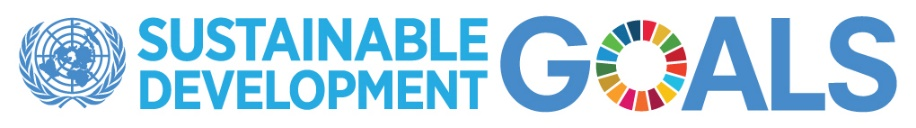 SUSTAINABLE
DEVELOPMENT
GOALS